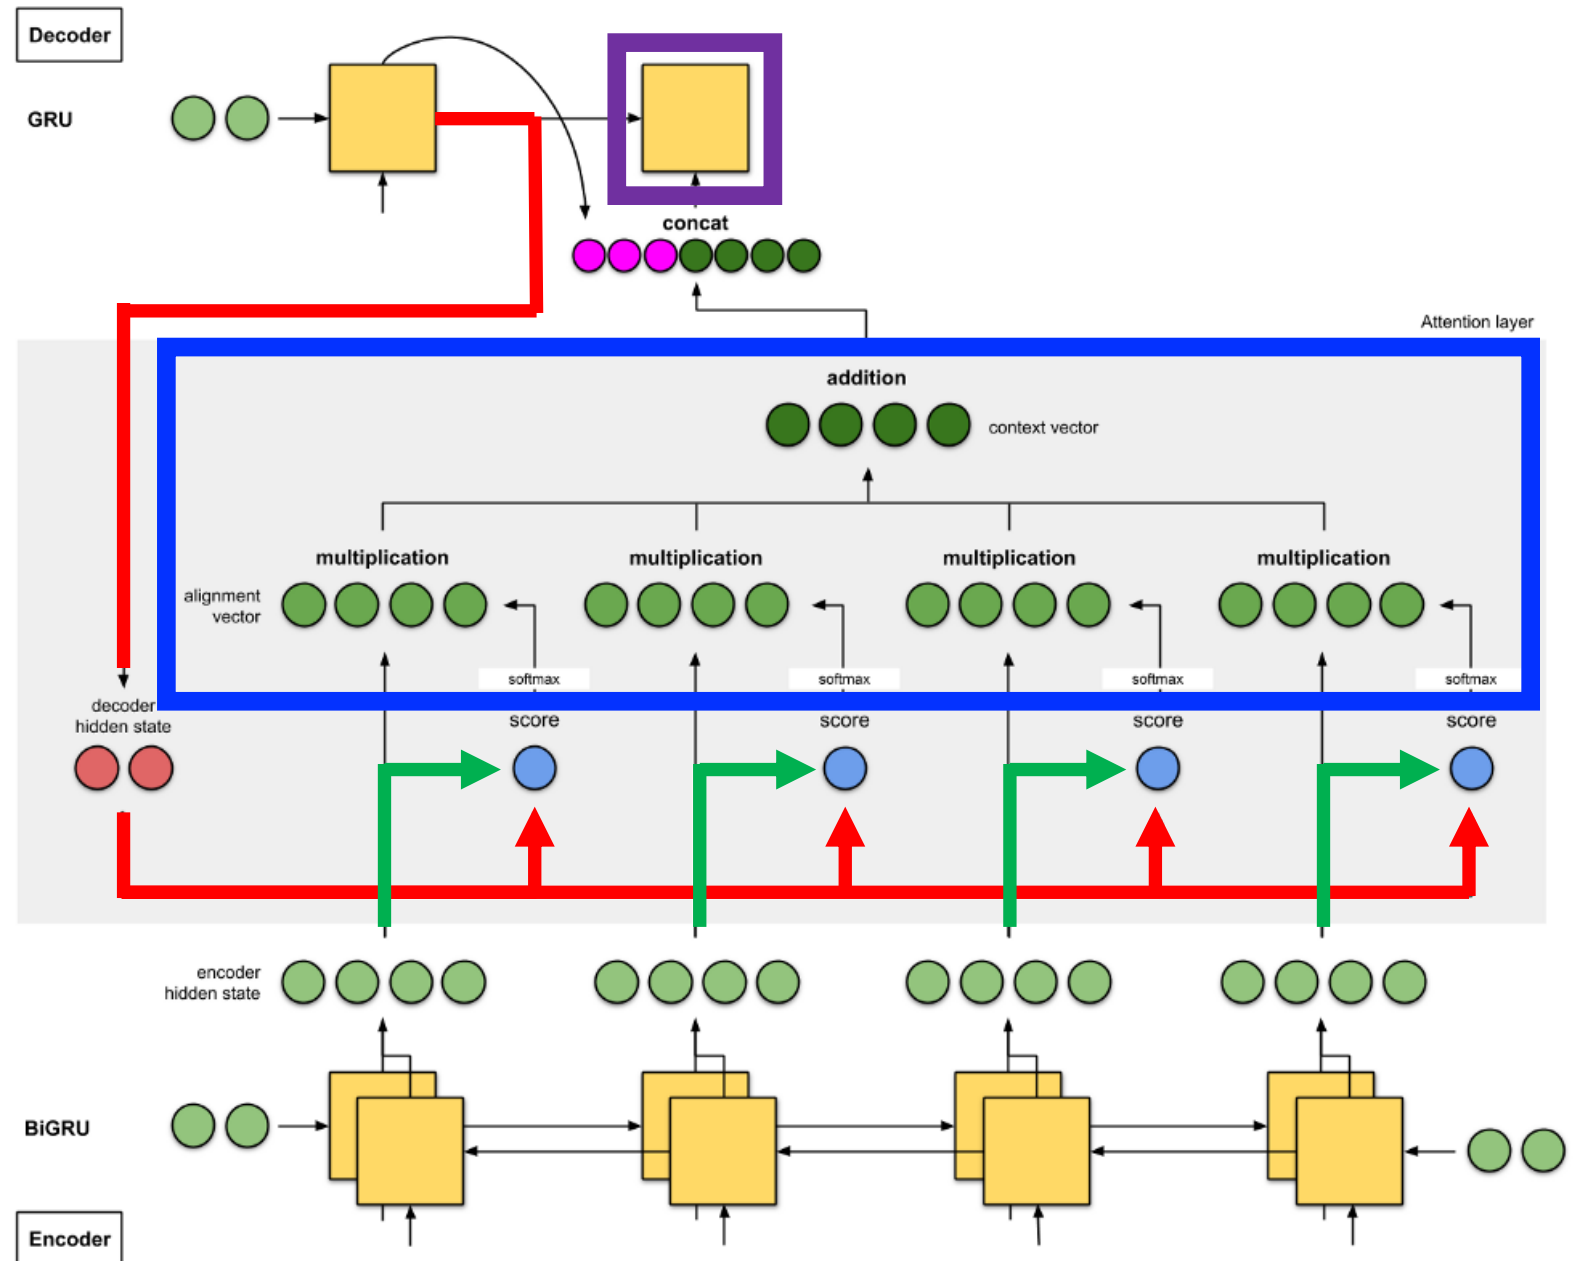 Decoder
GRU
concat
Attention layer
addition
context vector
multiplication multiplication multiplication multiplication
alignment
vector
softmax softmax softmax softmax
decoder
hidden state
score score score score
encoder
hidden state
BiGRU
Encoder